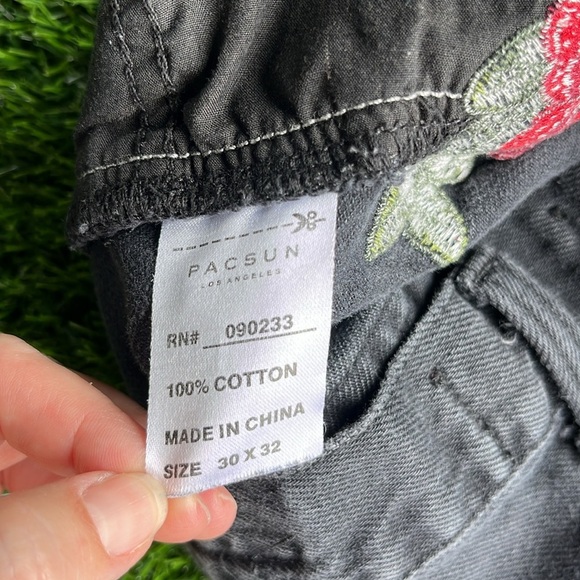 PACSUN
LOS ANGELES
RN# 090233
100% COTTON
MADE IN CHINA
SIZE 30 X 32